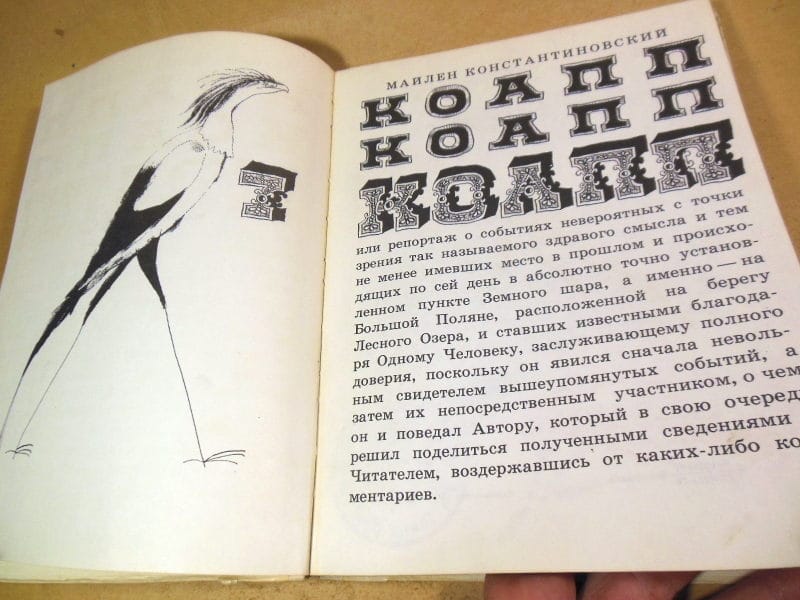 МАЙЛЕН КОНСТАНТИНОВСКИЙ
КОАПП
КОАПП
КОАПП
или репортаж о событиях невероятных с точки
зрения так называемого здравого смысла и тем
не менее имевших место в прошлом и происхо-
дящих по сей день в абсолютно точно установ-
ленном пункте Земного шара, а именно — на
Большой Поляне, расположенной на берегу
Лесного Озера, и ставших известными благода-
ря Одному Человеку, заслуживающему полного
доверия, поскольку он явился сначала неволь-
ным свидетелем вышеупомянутых событий, а
затем их непосредственным участником, о чем
он и поведал Автору, который в свою очеред
решил поделиться полученными сведениями
Читателем, воздержавшись от каких-либо ко
ментариев.